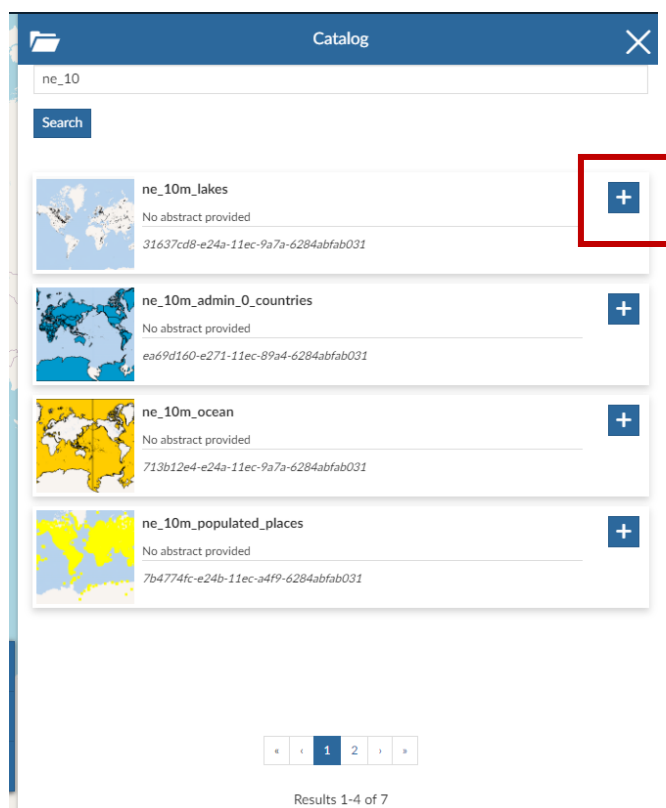 Catalog
ne_10
Search
ne_10m_lakes
No abstract provided
31637cd8-e24a-11ec-9a7a-6284abfab031
ne_10m_admin_0_countries
No abstract provided
ea69d160-e271-11ec-89a4-6284abfab031
ne_10m_ocean
No abstract provided
713b12e4-e24a-11ec-9a7a-6284abfab031
ne_10m_populated_places
No abstract provided
7b4774fc-e24b-11ec-a4f9-6284abfab031
« ‹ 1 2 › »
Results 1-4 of 7